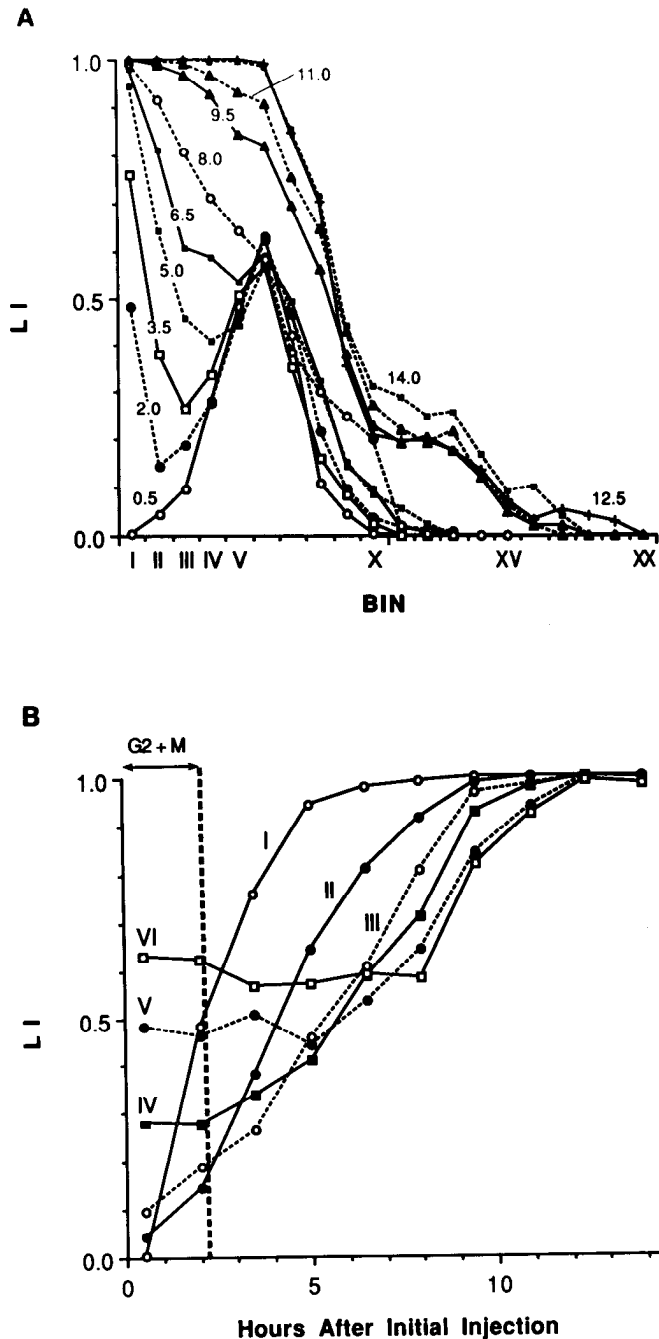 A
1.0
11.0
9.5
8.0
6.5
5.0
L I
0.5
3.5
14.0
2.0
0.5
12.5
0.0
I II III IV V X XV XX
BIN
B
G2 + M
1.0
I
II
III
VI
L I
0.5
V
IV
0.0
0 5 10
Hours After Initial Injection